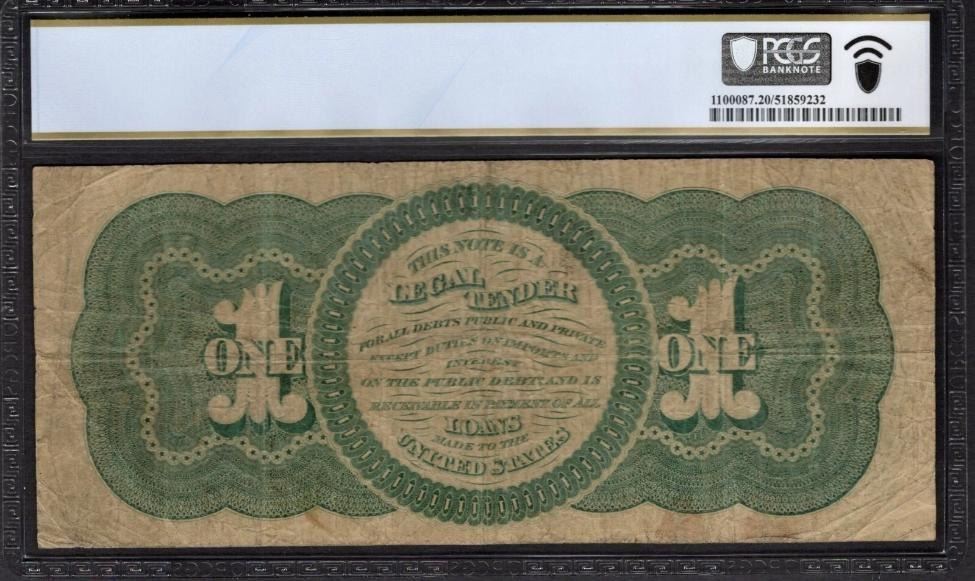 PCGS
BANKNOTE
1100087.20/51859232
THIS NOTE IS A
LEGAL
TENDER
FOR ALL DEBTS PUBLIC AND PRIVATE
EXCEPT DUTIES ON IMPORTS AND
INTEREST
ON THE PUBLIC DEBT, AND IS
RECEIVABLE IN PAYMENT OF ALL
LOANS
MADE TO THE
UNITED STATES
1
ONE
1
ONE